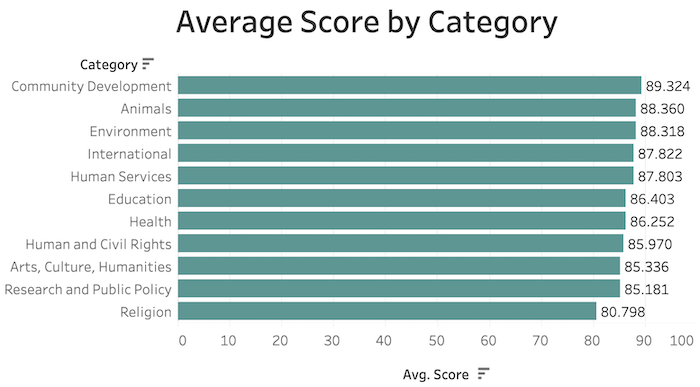 Average Score by Category
Category
Community Development 89.324
Animals 88.360
Environment 88.318
International 87.822
Human Services 87.803
Education 86.403
Health 86.252
Human and Civil Rights 85.970
Arts, Culture, Humanities 85.336
Research and Public Policy 85.181
Religion 80.798
0 10 20 30 40 50 60 70 80 90 100
Avg. Score